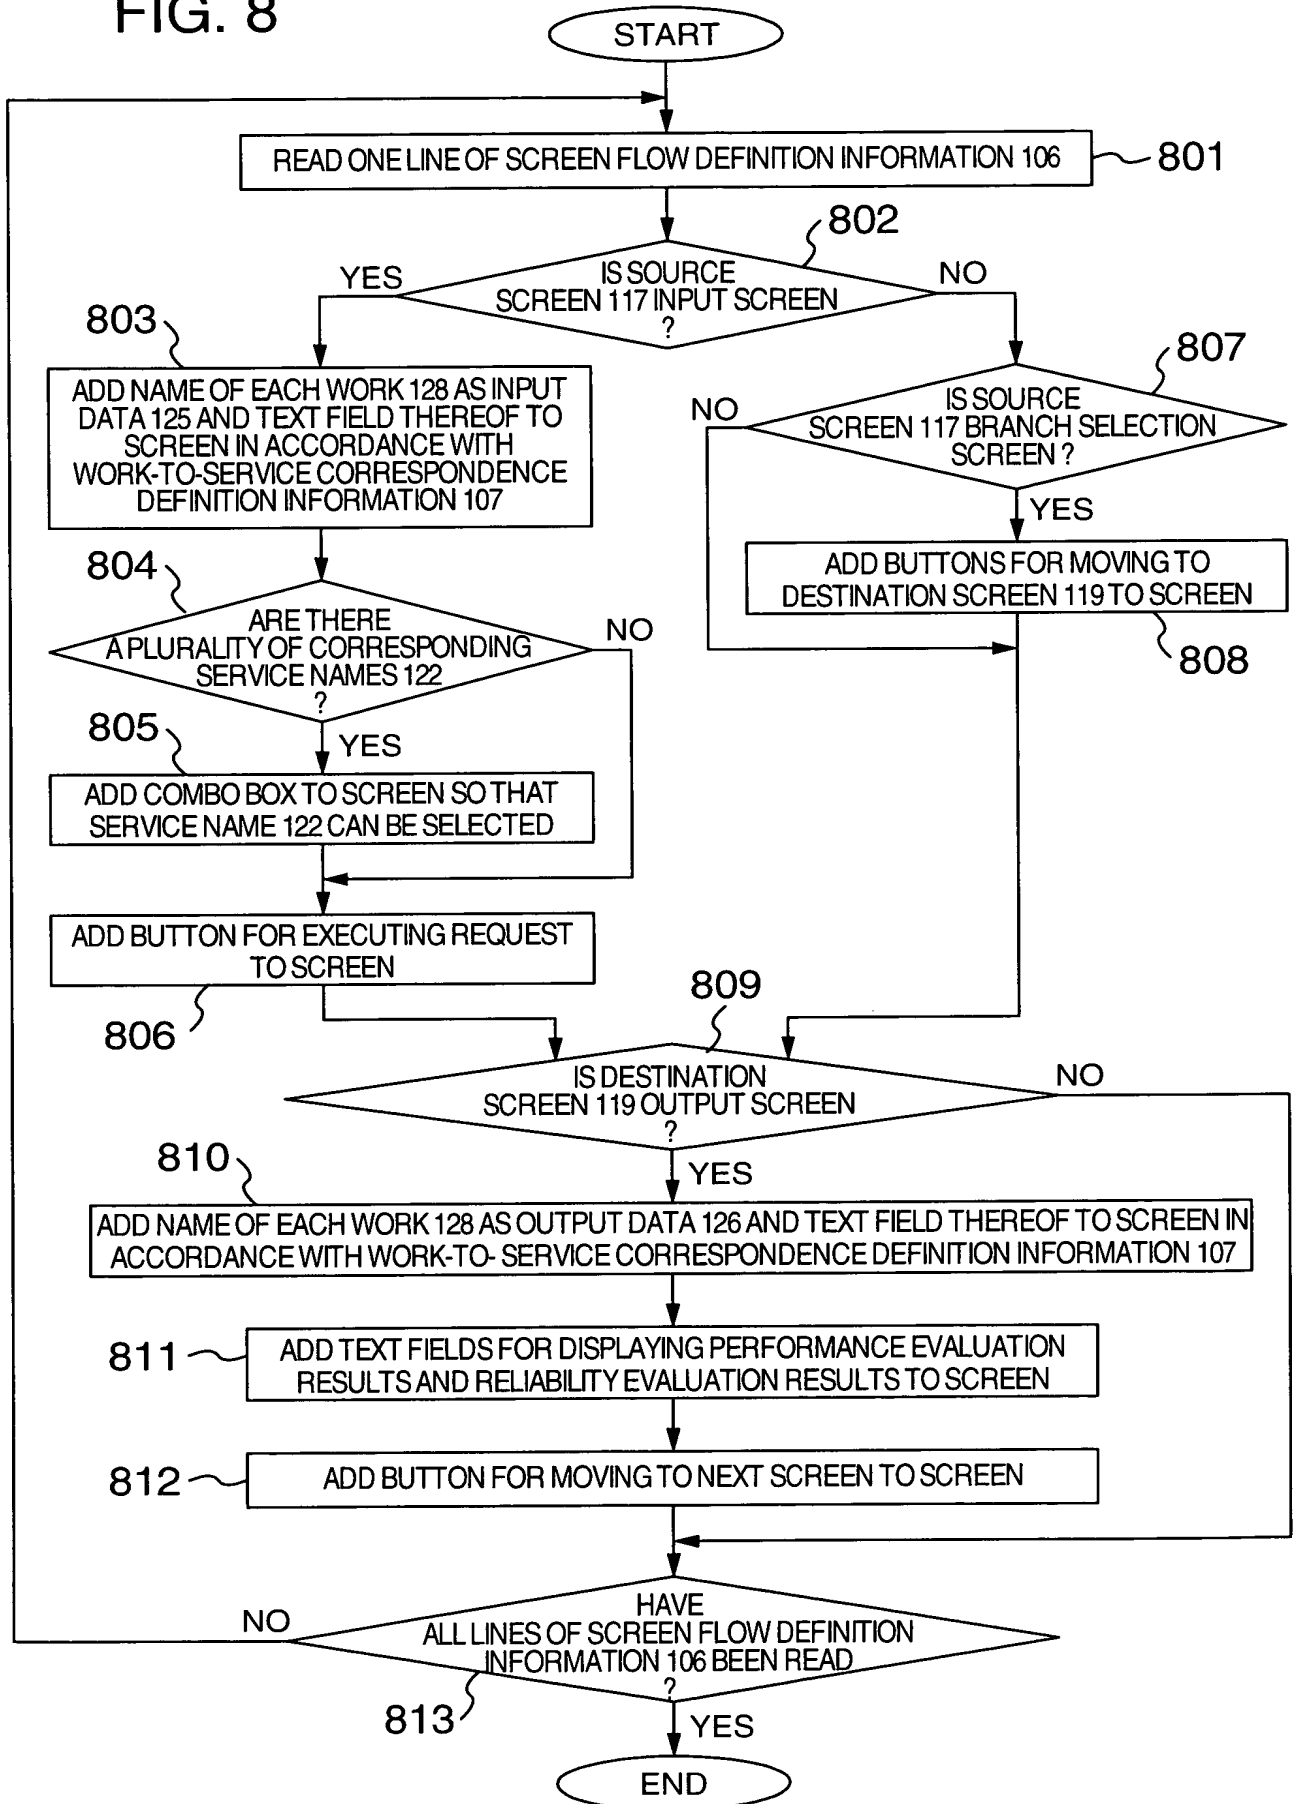 FIG. 8
START
READ ONE LINE OF SCREEN FLOW DEFINITION INFORMATION 106
801
802
IS SOURCE
SCREEN 117 INPUT SCREEN
?
YES
NO
803
ADD NAME OF EACH WORK 128 AS INPUT
DATA 125 AND TEXT FIELD THEREOF TO
SCREEN IN ACCORDANCE WITH
WORK-TO-SERVICE CORRESPONDENCE
DEFINITION INFORMATION 107
807
IS SOURCE
SCREEN 117 BRANCH SELECTION
SCREEN ?
NO
YES
ADD BUTTONS FOR MOVING TO
DESTINATION SCREEN 119 TO SCREEN
808
804
ARE THERE
A PLURALITY OF CORRESPONDING
SERVICE NAMES 122
?
NO
YES
805
ADD COMBO BOX TO SCREEN SO THAT
SERVICE NAME 122 CAN BE SELECTED
ADD BUTTON FOR EXECUTING REQUEST
TO SCREEN
806
809
IS DESTINATION
SCREEN 119 OUTPUT SCREEN
?
NO
YES
810
ADD NAME OF EACH WORK 128 AS OUTPUT DATA 126 AND TEXT FIELD THEREOF TO SCREEN IN
ACCORDANCE WITH WORK-TO- SERVICE CORRESPONDENCE DEFINITION INFORMATION 107
811
ADD TEXT FIELDS FOR DISPLAYING PERFORMANCE EVALUATION
RESULTS AND RELIABILITY EVALUATION RESULTS TO SCREEN
812
ADD BUTTON FOR MOVING TO NEXT SCREEN TO SCREEN
HAVE
ALL LINES OF SCREEN FLOW DEFINITION
INFORMATION 106 BEEN READ
?
NO
813
YES
END